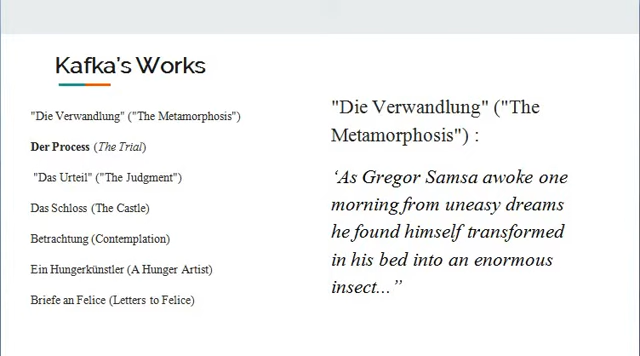 Kafka's Works
"Die Verwandlung" ("The Metamorphosis")
Der Process (The Trial)
"Das Urteil" ("The Judgment")
Das Schloss (The Castle)
Betrachtung (Contemplation)
Ein Hungerkünstler (A Hunger Artist)
Briefe an Felice (Letters to Felice)
"Die Verwandlung" ("The
Metamorphosis") :
‘As Gregor Samsa awoke one
morning from uneasy dreams
he found himself transformed
in his bed into an enormous
insect...”